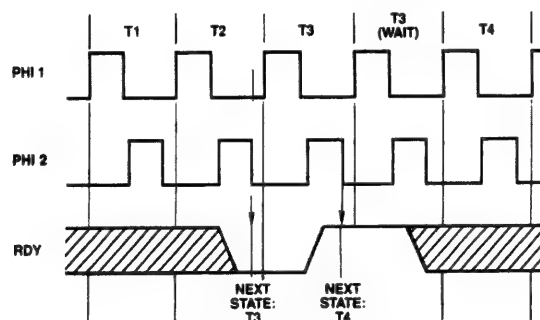 T1 T2 T3 T3 T4
(WAIT)
PHI 1
PHI 2
RDY
NEXT NEXT
STATE: STATE:
T3 T4